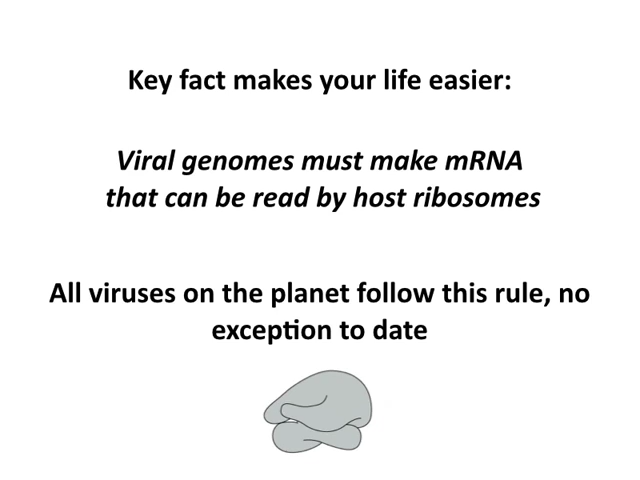 Key fact makes your life easier:
Viral genomes must make mRNA
that can be read by host ribosomes
All viruses on the planet follow this rule, no
exception to date